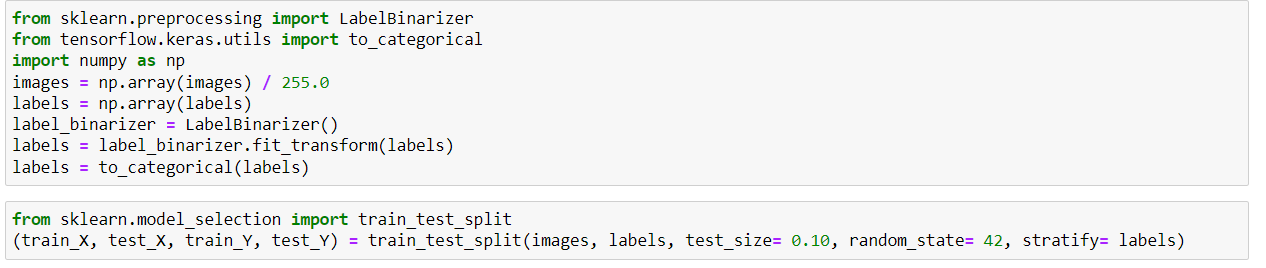 from sklearn.preprocessing import LabelBinarizer
from tensorflow.keras.utils import to_categorical
import numpy as np
images = np.array(images) / 255.0
labels = np.array(labels)
label_binarizer = LabelBinarizer()
labels = label_binarizer.fit_transform(labels)
labels = to_categorical(labels)
from sklearn.model_selection import train_test_split
(train_X, test_X, train_Y, test_Y) = train_test_split(images, labels, test_size= 0.10, random_state= 42, stratify= labels)